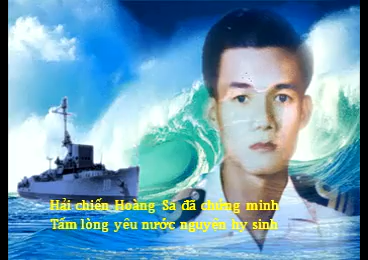 Hải chiến Hoàng Sa đã chứng minh
Tấm lòng yêu nước nguyện hy sinh